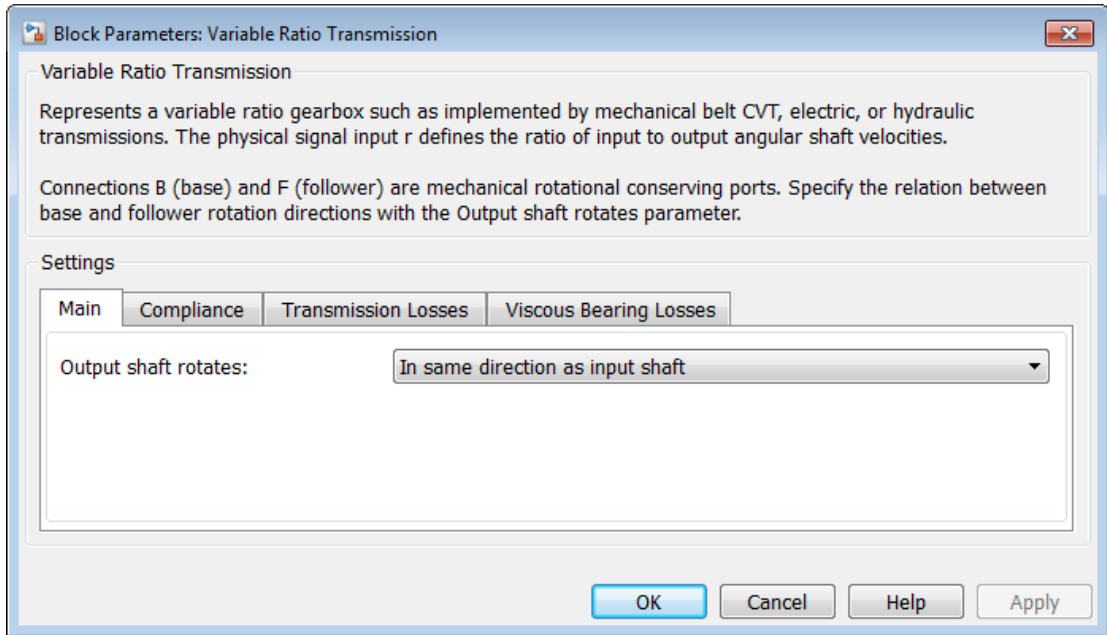 Block Parameters: Variable Ratio Transmission
Variable Ratio Transmission
Represents a variable ratio gearbox such as implemented by mechanical belt CVT, electric, or hydraulic
transmissions. The physical signal input r defines the ratio of input to output angular shaft velocities.
Connections B (base) and F (follower) are mechanical rotational conserving ports. Specify the relation between
base and follower rotation directions with the Output shaft rotates parameter.
Settings
Main Compliance Transmission Losses Viscous Bearing Losses
Output shaft rotates: In same direction as input shaft
OK Cancel Help Apply